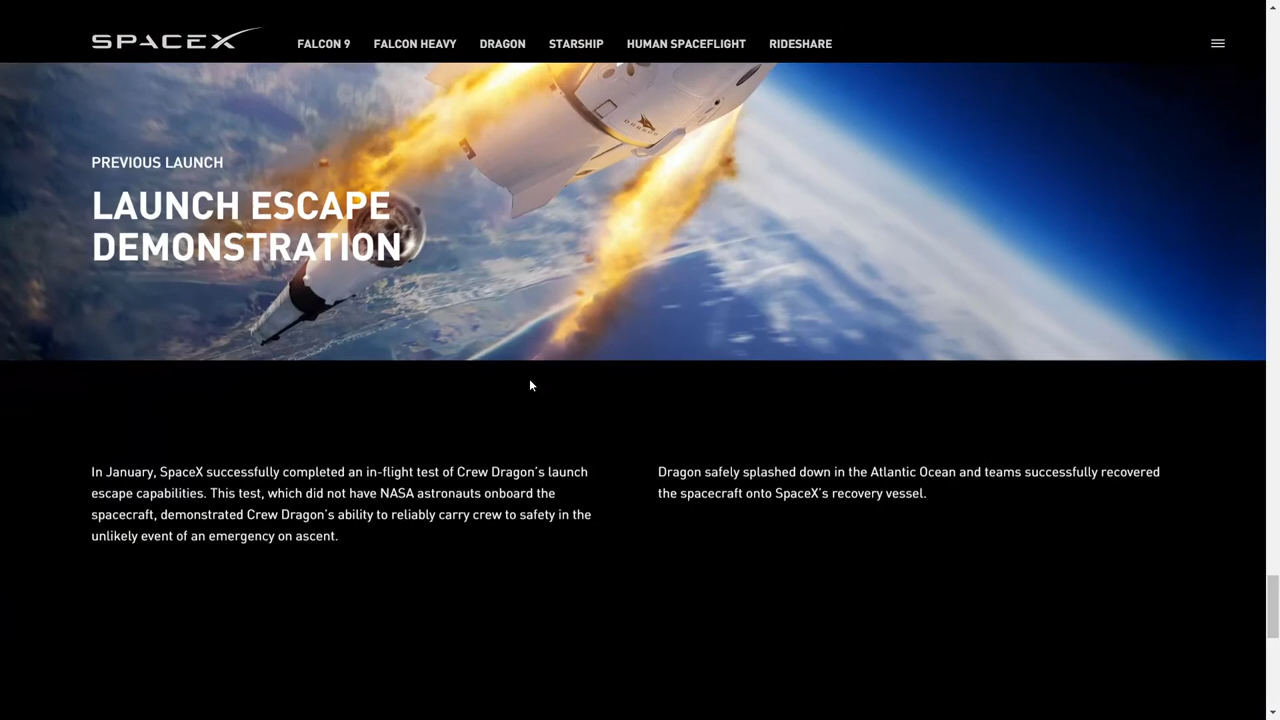 SPACEX
FALCON 9 FALCON HEAVY DRAGON STARSHIP HUMAN SPACEFLIGHT RIDESHARE
DRAGON
PREVIOUS LAUNCH
LAUNCH ESCAPE
DEMONSTRATION
In January, SpaceX successfully completed an in-flight test of Crew Dragon's launch
escape capabilities. This test, which did not have NASA astronauts onboard the
spacecraft, demonstrated Crew Dragon's ability to reliably carry crew to safety in the
unlikely event of an emergency on ascent.
Dragon safely splashed down in the Atlantic Ocean and teams successfully recovered
the spacecraft onto SpaceX's recovery vessel.